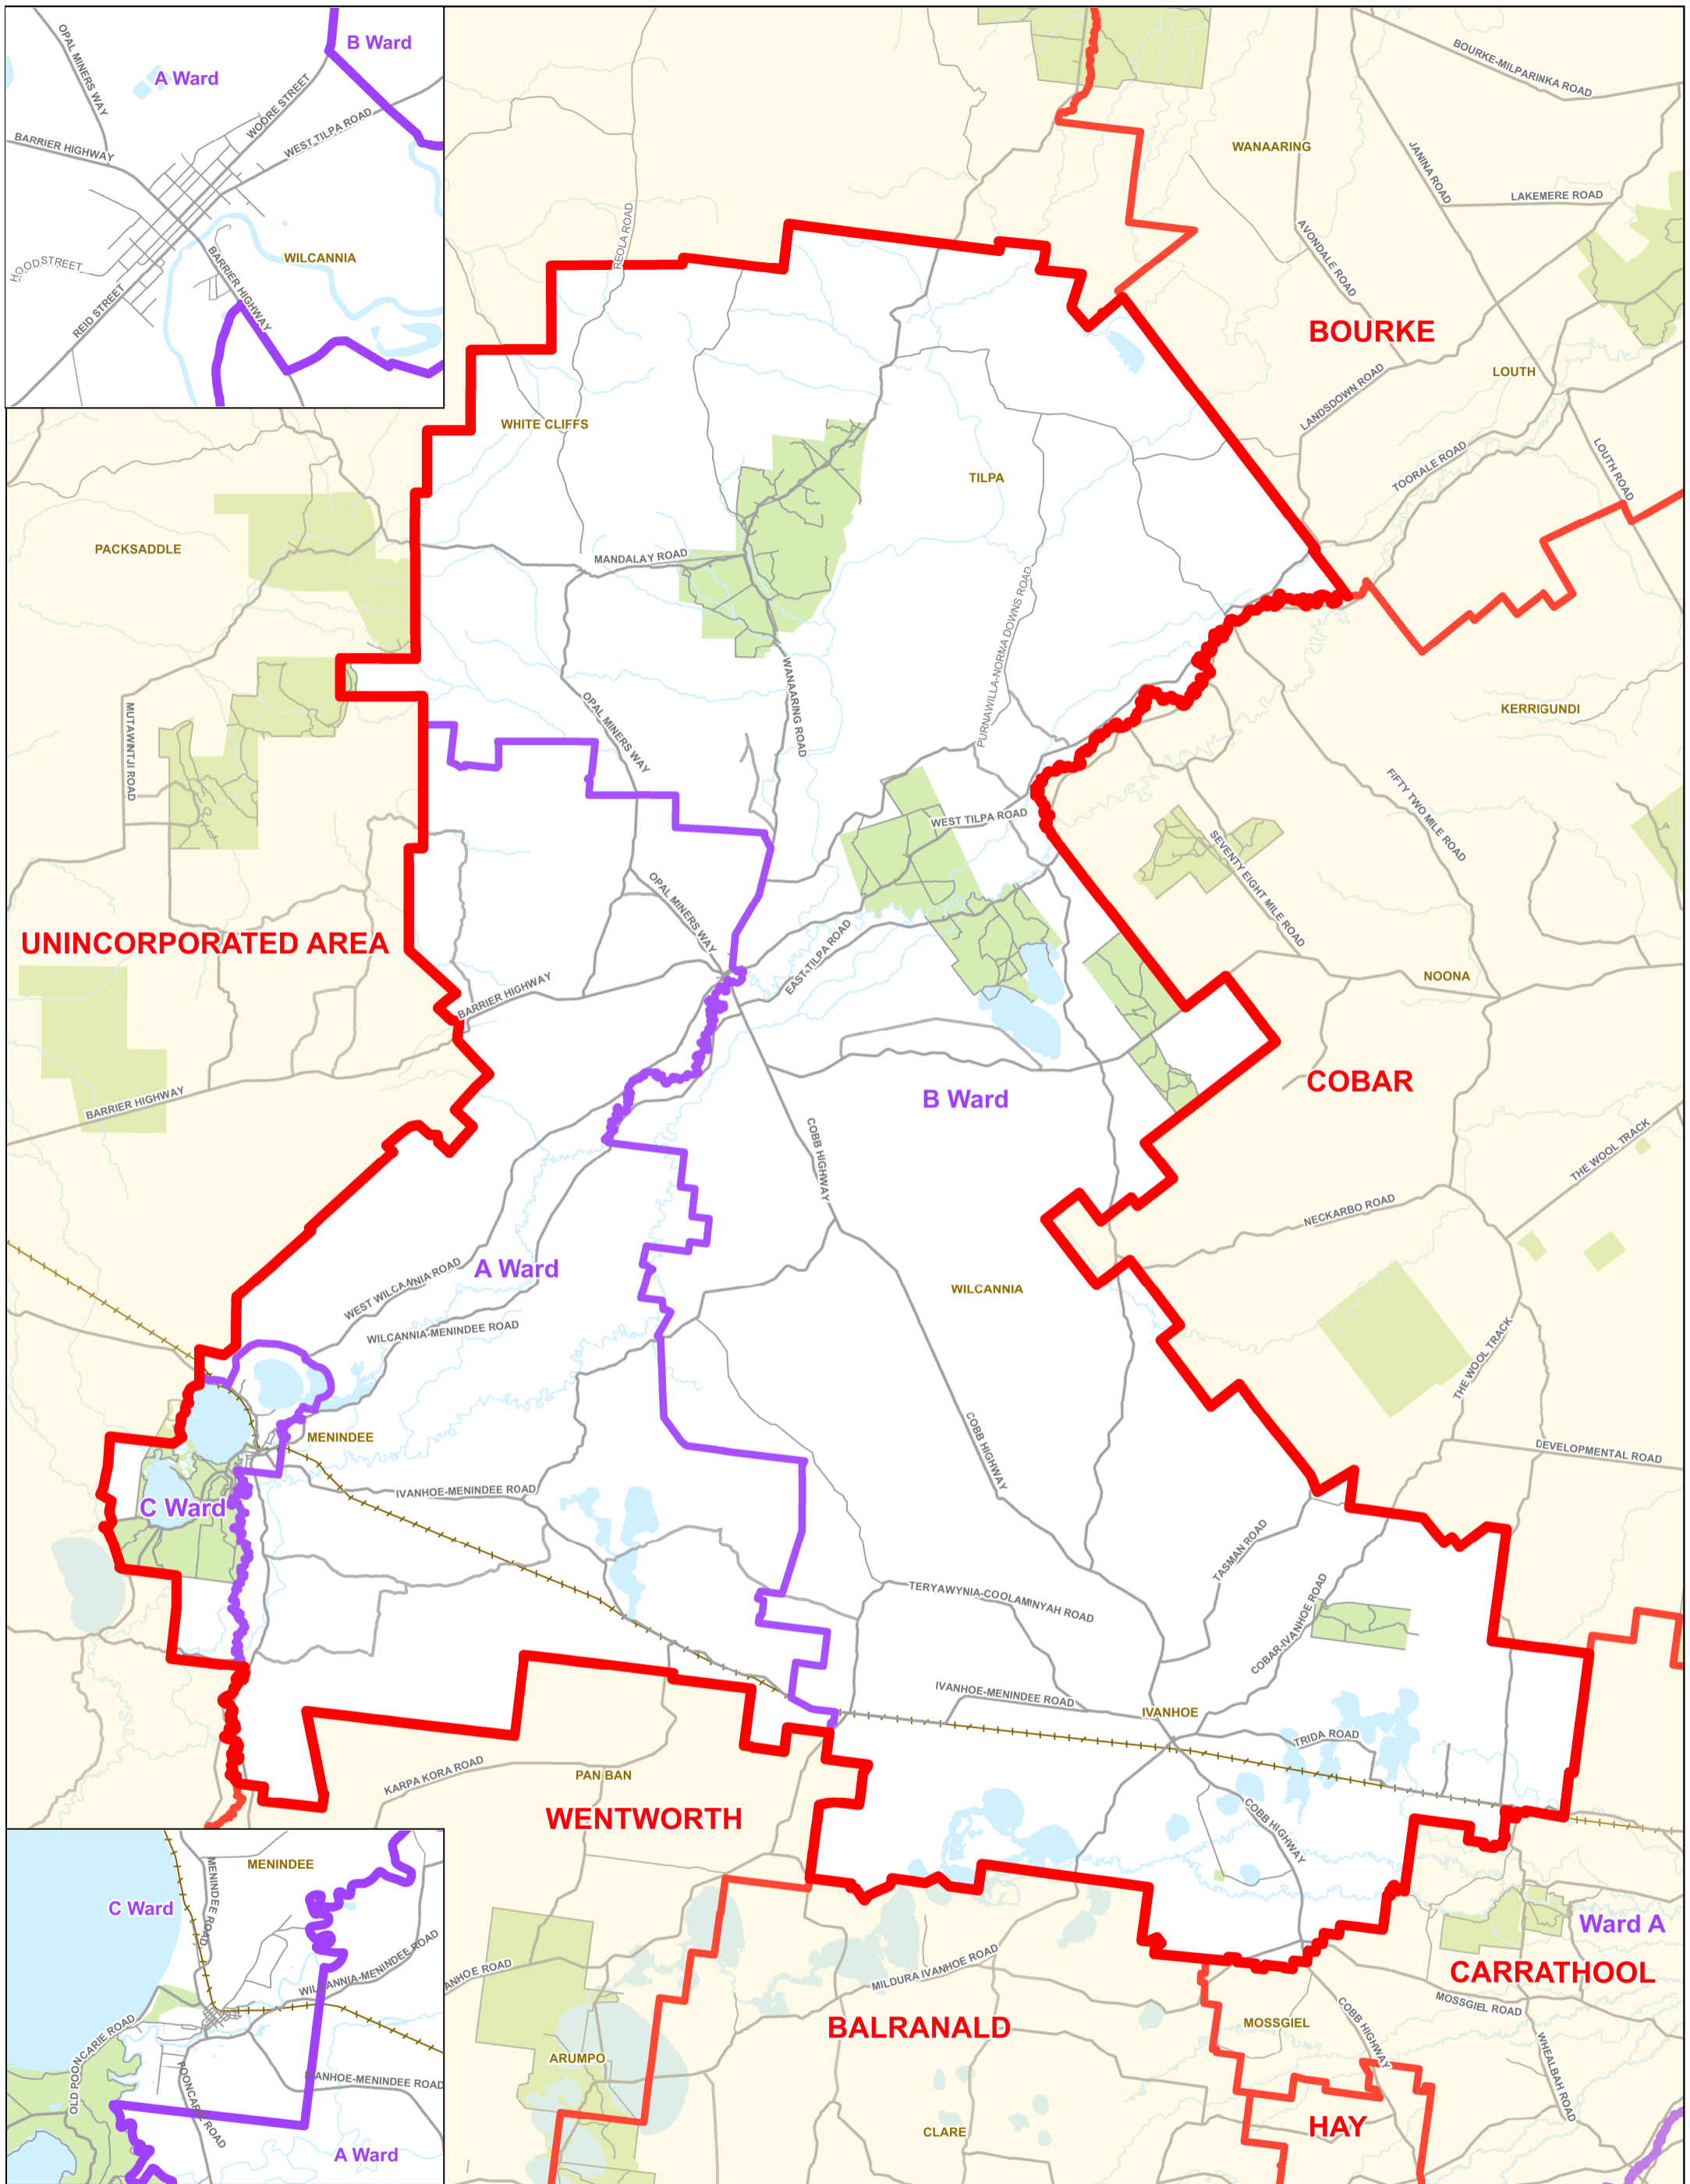 B Ward
A Ward
OPAL MINERS WAY
WOORE STREET
WEST TILPA ROAD
BARRIER HIGHWAY
WILCANNIA
HOOD STREET
BARRIER HIGHWAY
REID STREET
BOURKE-MILPARINKA ROAD
WANAARING
JANINA ROAD
LAKEMERE ROAD
REOLA ROAD
AVONDALE ROAD
BOURKE
LOUTH
LANDSDOWN ROAD
WHITE CLIFFS
TILPA
TOORALE ROAD
LOUTH ROAD
PACKSADDLE
MANDALAY ROAD
PURNAWILLA-NORMA DOWNS ROAD
WANAARING ROAD
MUTAWINTJI ROAD
OPAL MINERS WAY
KERRIGUNDI
FIFTY TWO MILE ROAD
WEST TILPA ROAD
SEVENTY EIGHT MILE ROAD
OPAL MINERS WAY
UNINCORPORATED AREA
EAST-TILPA ROAD
NOONA
BARRIER HIGHWAY
COBAR
BARRIER HIGHWAY
B Ward
COBB HIGHWAY
THE WOOL TRACK
NECKARBO ROAD
A Ward
WEST WILCANNIA ROAD
WILCANNIA
WILCANNIA-MENINDEE ROAD
THE WOOL TRACK
MENINDEE
COBB HIGHWAY
DEVELOPMENTAL ROAD
IVANHOE-MENINDEE ROAD
C Ward
TASMAN ROAD
TERYAWYNIA-COOLAMINYAH ROAD
COBAR-IVANHOE ROAD
IVANHOE-MENINDEE ROAD
IVANHOE
TRIDA ROAD
KARPA KORA ROAD
PAN BAN
WENTWORTH
COBB HIGHWAY
MENINDEE
MENINDEE ROAD
C Ward
WILCANNIA-MENINDEE ROAD
OLD POONCARIE ROAD
POONCARIE ROAD
IVANHOE-MENINDEE ROAD
A Ward
ANHOE ROAD
MILDURA IVANHOE ROAD
Ward A
CARRATHOOL
MOSSGIEL ROAD
BALRANALD
MOSSGIEL
COBB HIGHWAY
WHEALBAH ROAD
ARUMPO
HAY
CLARE